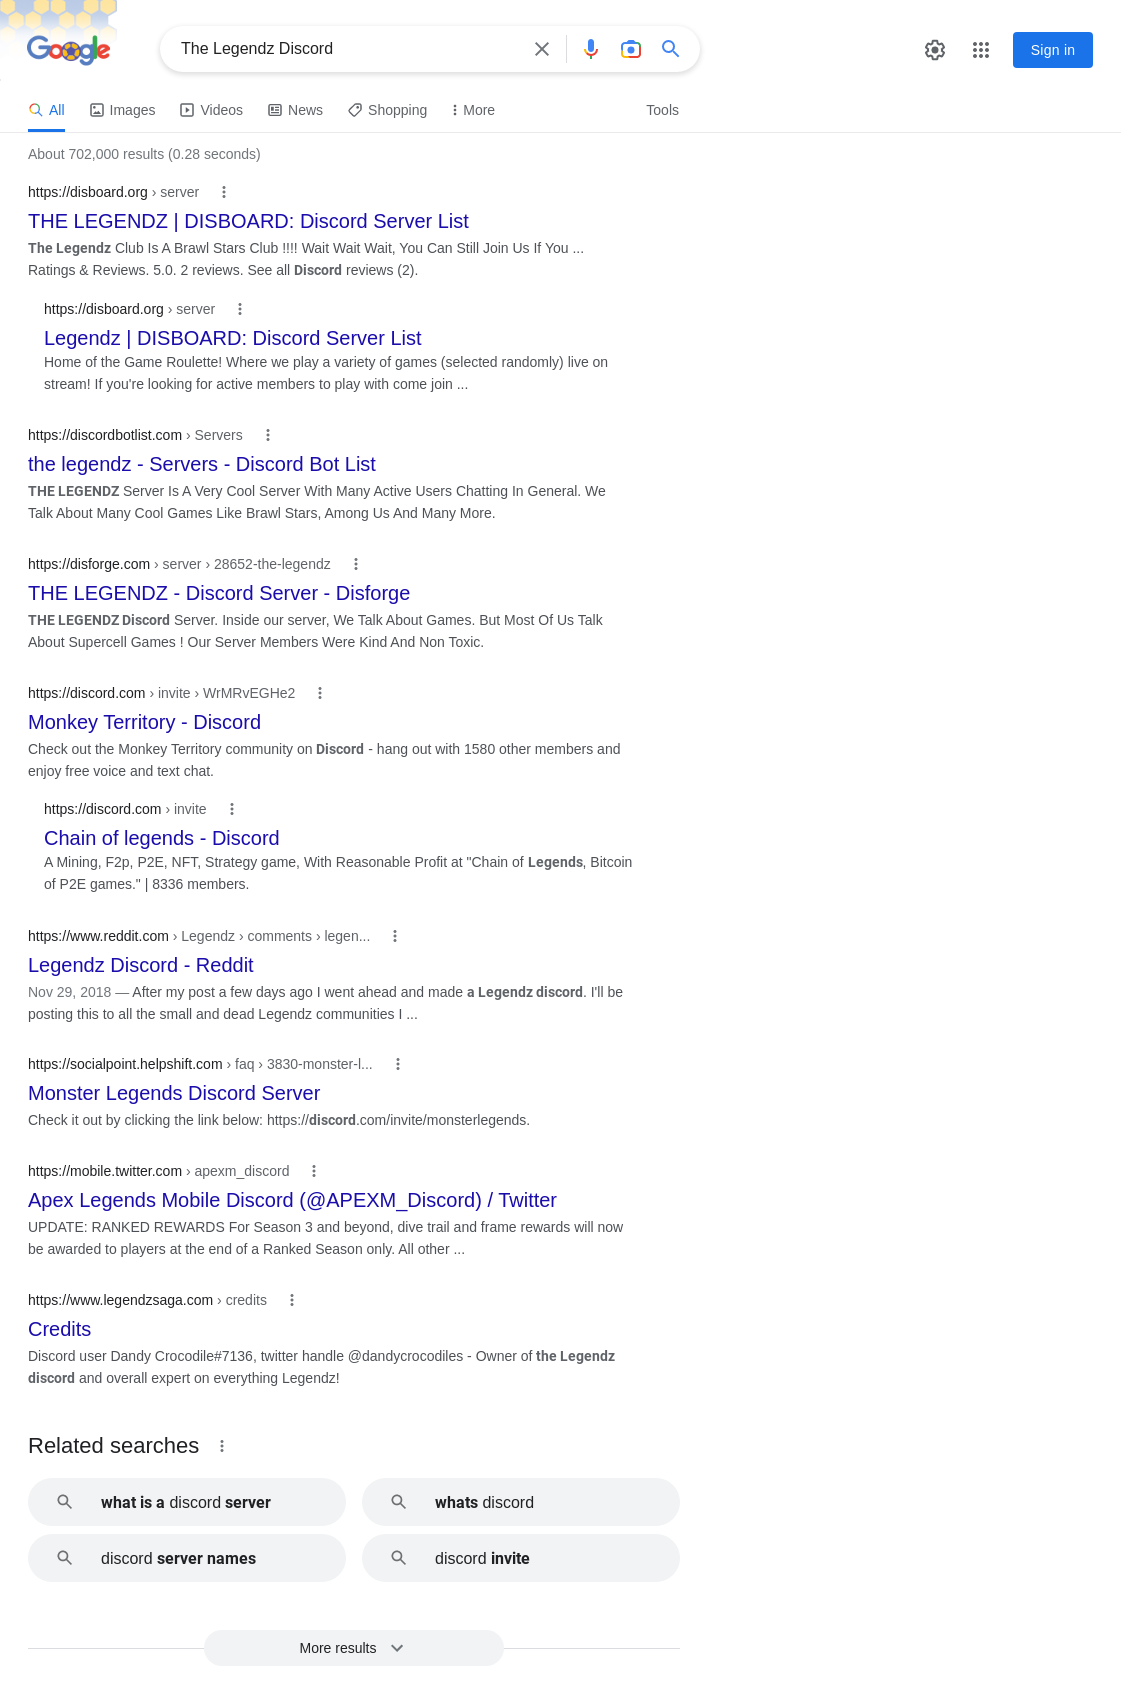 Google
The Legendz Discord
Sign in
All Images Videos News Shopping More Tools
About 702,000 results (0.28 seconds)
https://disboard.org › server
THE LEGENDZ | DISBOARD: Discord Server List
The Legendz Club Is A Brawl Stars Club !!!! Wait Wait Wait, You Can Still Join Us If You ...
Ratings & Reviews. 5.0. 2 reviews. See all Discord reviews (2).
https://disboard.org › server
Legendz | DISBOARD: Discord Server List
Home of the Game Roulette! Where we play a variety of games (selected randomly) live on
stream! If you're looking for active members to play with come join ...
https://discordbotlist.com › Servers
the legendz - Servers - Discord Bot List
THE LEGENDZ Server Is A Very Cool Server With Many Active Users Chatting In General. We
Talk About Many Cool Games Like Brawl Stars, Among Us And Many More.
https://disforge.com › server › 28652-the-legendz
THE LEGENDZ - Discord Server - Disforge
THE LEGENDZ Discord Server. Inside our server, We Talk About Games. But Most Of Us Talk
About Supercell Games ! Our Server Members Were Kind And Non Toxic.
https://discord.com › invite › WrMRvEGHe2
Monkey Territory - Discord
Check out the Monkey Territory community on Discord - hang out with 1580 other members and
enjoy free voice and text chat.
https://discord.com › invite
Chain of legends - Discord
A Mining, F2p, P2E, NFT, Strategy game, With Reasonable Profit at "Chain of Legends, Bitcoin
of P2E games." | 8336 members.
https://www.reddit.com › Legendz › comments › legen...
Legendz Discord - Reddit
Nov 29, 2018 — After my post a few days ago I went ahead and made a Legendz discord. I'll be
posting this to all the small and dead Legendz communities I ...
https://socialpoint.helpshift.com › faq › 3830-monster-l...
Monster Legends Discord Server
Check it out by clicking the link below: https://discord.com/invite/monsterlegends.
https://mobile.twitter.com › apexm_discord
Apex Legends Mobile Discord (@APEXM_Discord) / Twitter
UPDATE: RANKED REWARDS For Season 3 and beyond, dive trail and frame rewards will now
be awarded to players at the end of a Ranked Season only. All other ...
https://www.legendzsaga.com › credits
Credits
Discord user Dandy Crocodile#7136, twitter handle @dandycrocodiles - Owner of the Legendz
discord and overall expert on everything Legendz!
Related searches
what is a discord server
whats discord
discord server names
discord invite
More results